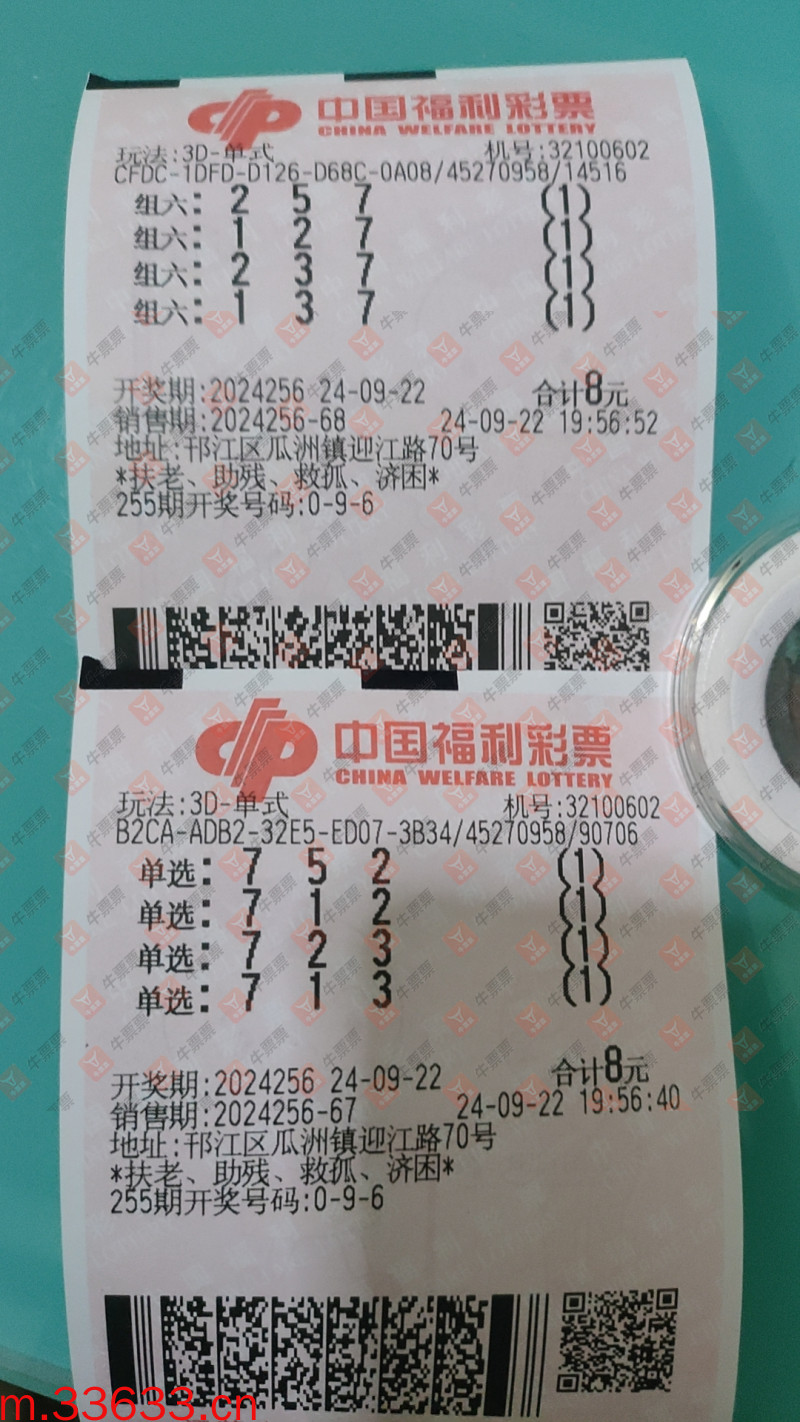 中国福利彩票
CHINA WELFARE LOTTERY
玩法:3D-单式 机号:32100602
CFDC-1DFD-D126-D68C-0A08/45270958/14516
组六: 2 5 7 (1)
组六: 1 2 7 (1)
组六: 2 3 7 (1)
组六: 1 3 7 (1)
开奖期:2024256 24-09-22 合计8元
销售期:2024256-68 24-09-22 19:56:52
地址:邗江区瓜洲镇迎江路70号
*扶老、助残、救孤、济困*
255期开奖号码:0-9-6
中国福利彩票
CHINA WELFARE LOTTERY
玩法:3D-单式 机号:32100602
B2CA-ADB2-32E5-ED07-3B34/45270958/90706
单选: 7 5 2 (1)
单选: 7 1 2 (1)
单选: 7 2 3 (1)
单选: 7 1 3 (1)
开奖期:2024256 24-09-22 合计8元
销售期:2024256-67 24-09-22 19:56:40
地址:邗江区瓜洲镇迎江路70号
*扶老、助残、救孤、济困*
255期开奖号码:0-9-6
m.33633.cn
牛票票